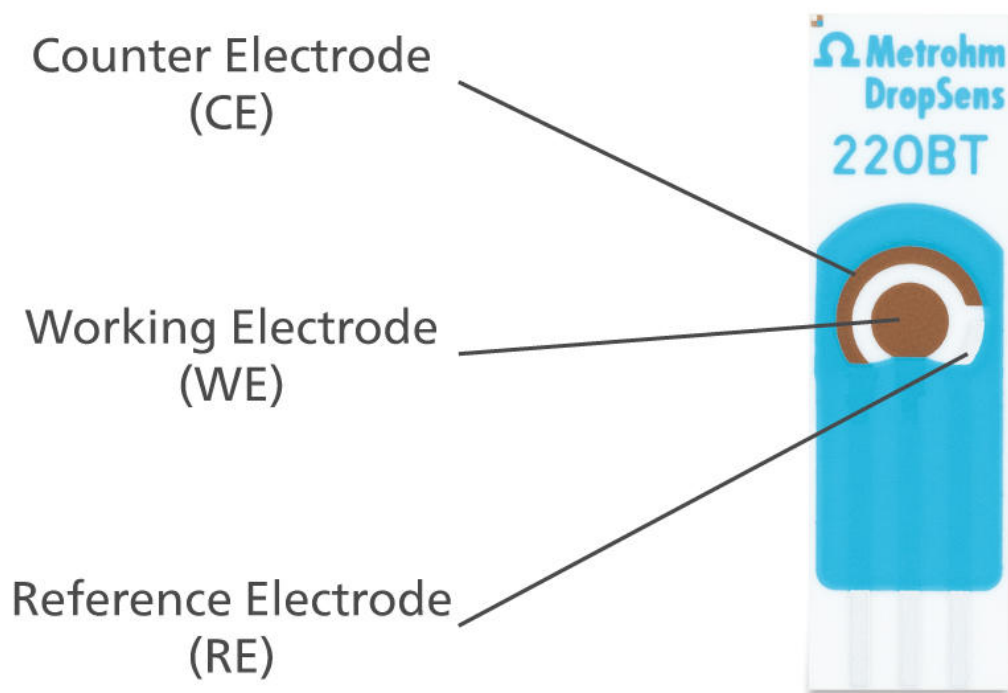 Counter Electrode
(CE)
Working Electrode
(WE)
Reference Electrode
(RE)
Ω Metrohm
DropSens
220BT